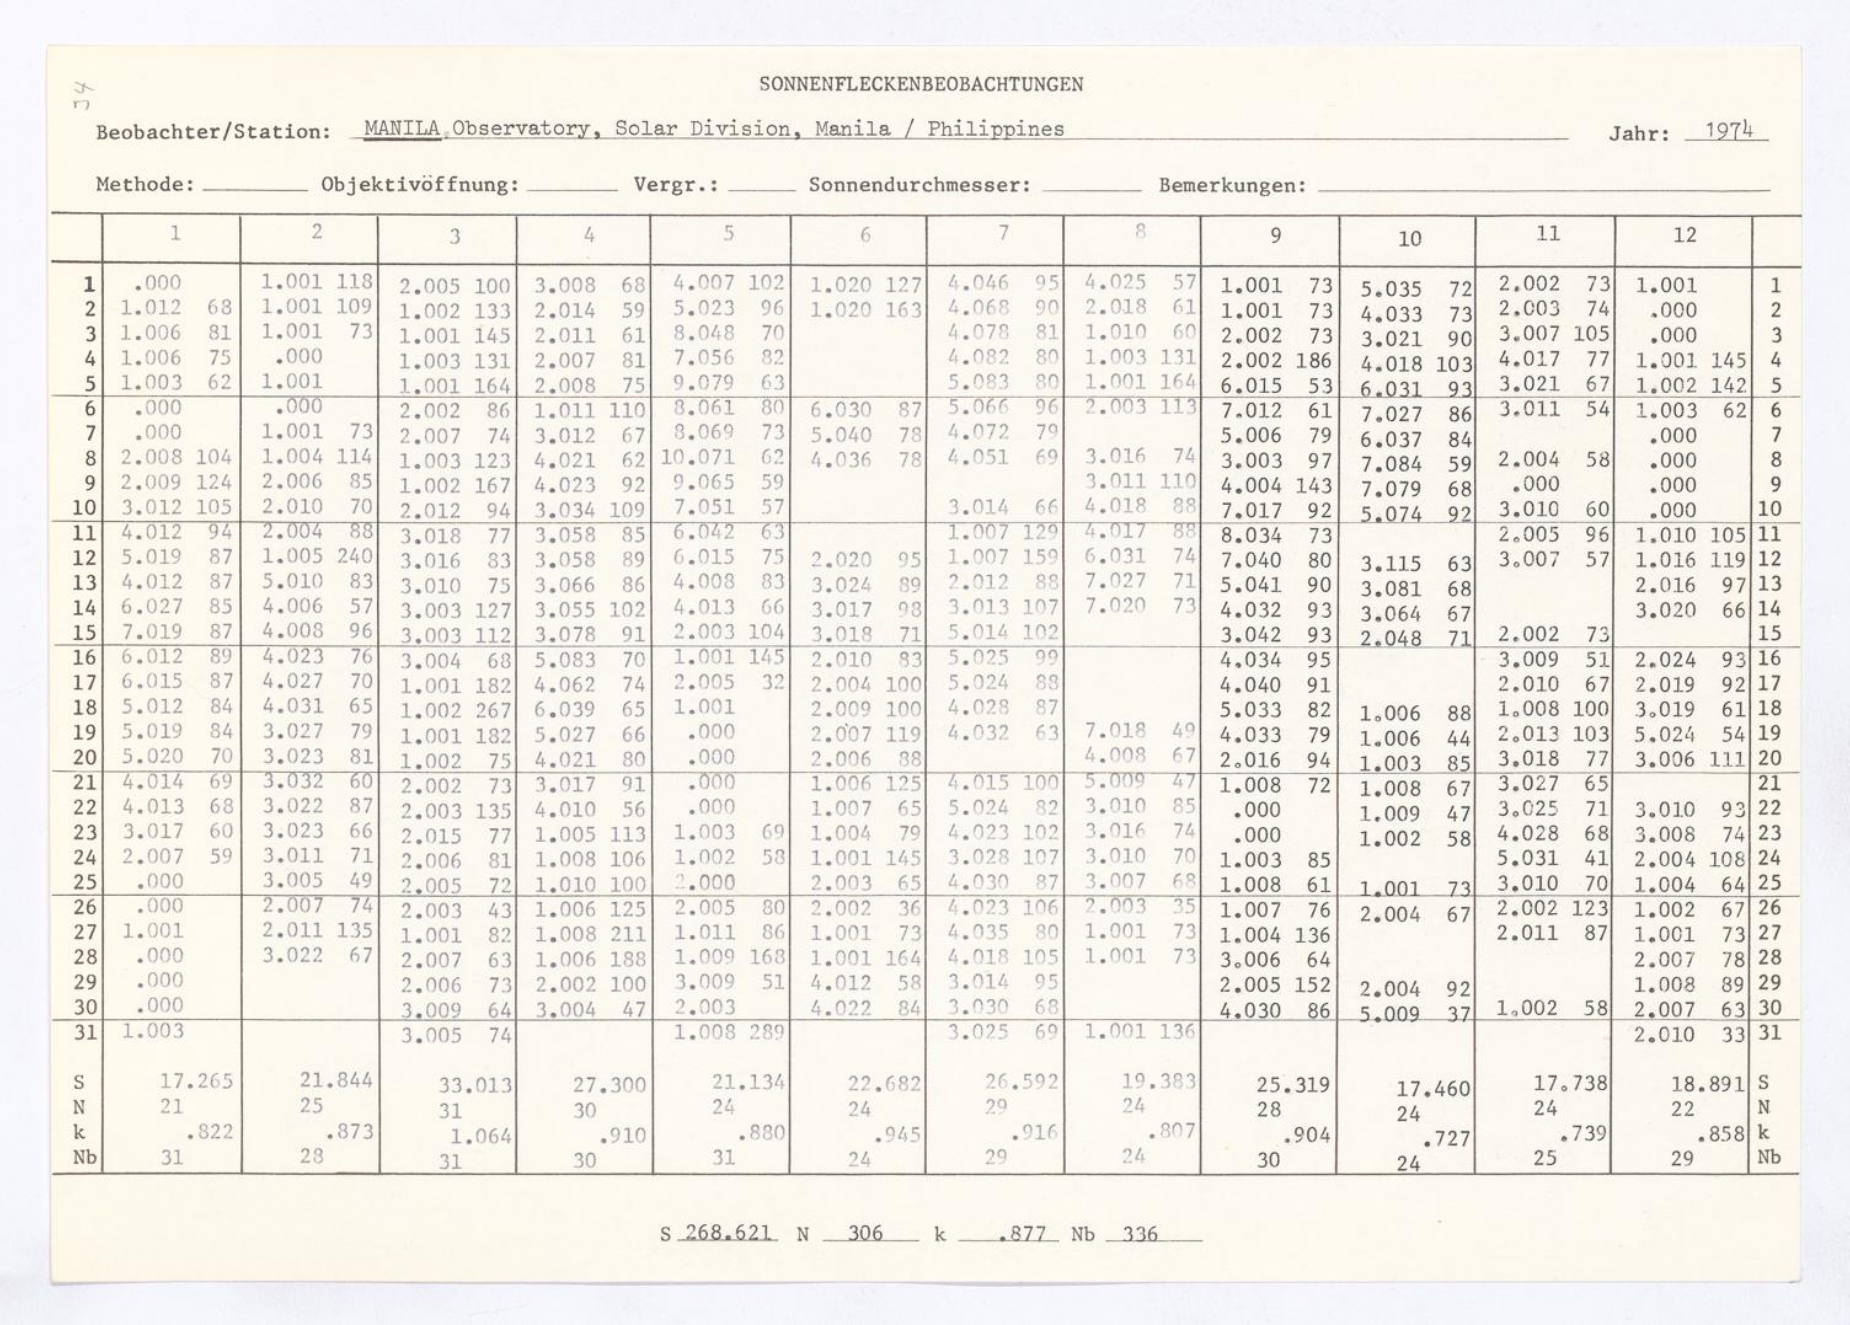 34
SONNENFLECKENBEOBACHTUNGEN
Beobachter/Station: MANILA Observatory, Solar Division, Manila / Philippines Jahr: 1974
Methode: Objektivöffnung: Vergr.: Sonnendurchmesser: Bemerkungen:
1 2 3 4 5 6 7 8 9 10 11 12
1 .000 1.001 118 2.005 100 3.008 68 4.007 102 1.020 127 4.046 95 4.025 57 1.001 73 5.035 72 2.002 73 1.001 1
2 1.012 68 1.001 109 1.002 133 2.014 59 5.023 96 1.020 163 4.068 90 2.018 61 1.001 73 4.033 73 2.003 74 .000 2
3 1.006 81 1.001 73 1.001 145 2.011 61 8.048 70 4.078 81 1.010 60 2.002 73 3.021 90 3.007 105 .000 3
4 1.006 75 .000 1.003 131 2.007 81 7.056 82 4.082 80 1.003 131 2.002 186 4.018 103 4.017 77 1.001 145 4
5 1.003 62 1.001 1.001 164 2.008 75 9.079 63 5.083 80 1.001 164 6.015 53 6.031 93 3.021 67 1.002 142 5
6 .000 .000 2.002 86 1.011 110 8.061 80 6.030 87 5.066 96 2.003 113 7.012 61 7.027 86 3.011 54 1.003 62 6
7 .000 1.001 73 2.007 74 3.012 67 8.069 73 5.040 78 4.072 79 5.006 79 6.037 84 .000 7
8 2.008 104 1.004 114 1.003 123 4.021 62 10.071 62 4.036 78 4.051 69 3.016 74 3.003 97 7.084 59 2.004 58 .000 8
9 2.009 124 2.006 85 1.002 167 4.023 92 9.065 59 3.011 110 4.004 143 7.079 68 .000 .000 9
10 3.012 105 2.010 70 2.012 94 3.034 109 7.051 57 3.014 66 4.018 88 7.017 92 5.074 92 3.010 60 .000 10
11 4.012 94 2.004 88 3.018 77 3.058 85 6.042 63 1.007 129 4.017 88 8.034 73 2.005 96 1.010 105 11
12 5.019 87 1.005 240 3.016 83 3.058 89 6.015 75 2.020 95 1.007 159 6.031 74 7.040 80 3.115 63 3.007 57 1.016 119 12
13 4.012 87 5.010 83 3.010 75 3.066 86 4.008 83 3.024 89 2.012 88 7.027 71 5.041 90 3.081 68 2.016 97 13
14 6.027 85 4.006 57 3.003 127 3.055 102 4.013 66 3.017 98 3.013 107 7.020 73 4.032 93 3.064 67 3.020 66 14
15 7.019 87 4.008 96 3.003 112 3.078 91 2.003 104 3.018 71 5.014 102 3.042 93 2.048 71 2.002 73 15
16 6.012 89 4.023 76 3.004 68 5.083 70 1.001 145 2.010 83 5.025 99 4.034 95 3.009 51 2.024 93 16
17 6.015 87 4.027 70 1.001 182 4.062 74 2.005 32 2.004 100 5.024 88 4.040 91 2.010 67 2.019 92 17
18 5.012 84 4.031 65 1.002 267 6.039 65 1.001 2.009 100 4.028 87 5.033 82 1.006 88 1.008 100 3.019 61 18
19 5.019 84 3.027 79 1.001 182 5.027 66 .000 2.007 119 4.032 63 7.018 49 4.033 79 1.006 44 2.013 103 5.024 54 19
20 5.020 70 3.023 81 1.002 75 4.021 80 .000 2.006 88 4.008 67 2.016 94 1.003 85 3.018 77 3.006 111 20
21 4.014 69 3.032 60 2.002 73 3.017 91 .000 1.006 125 4.015 100 5.009 47 1.008 72 1.008 67 3.027 65 21
22 4.013 68 3.022 87 2.003 135 4.010 56 .000 1.007 65 5.024 82 3.010 85 .000 1.009 47 3.025 71 3.010 93 22
23 3.017 60 3.023 66 2.015 77 1.005 113 1.003 69 1.004 79 4.023 102 3.016 74 .000 1.002 58 4.028 68 3.008 74 23
24 2.007 59 3.011 71 2.006 81 1.008 106 1.002 58 1.001 145 3.028 107 3.010 70 1.003 85 5.031 41 2.004 108 24
25 .000 3.005 49 2.005 72 1.010 100 2.000 2.003 65 4.030 87 3.007 68 1.008 61 1.001 73 3.010 70 1.004 64 25
26 .000 2.007 74 2.003 43 1.006 125 2.005 80 2.002 36 4.023 106 2.003 35 1.007 76 2.004 67 2.002 123 1.002 67 26
27 1.001 2.011 135 1.001 82 1.008 211 1.011 86 1.001 73 4.035 80 1.001 73 1.004 136 2.011 87 1.001 73 27
28 .000 3.022 67 2.007 63 1.006 188 1.009 168 1.001 164 4.018 105 1.001 73 3.006 64 2.007 78 28
29 .000 2.006 73 2.002 100 3.009 51 4.012 58 3.014 95 2.005 152 2.004 92 1.008 89 29
30 .000 3.009 64 3.004 47 2.003 4.022 84 3.030 68 4.030 86 5.009 37 1.002 58 2.007 63 30
31 1.003 3.005 74 1.008 289 3.025 69 1.001 136 2.010 33 31
S 17.265 21.844 33.013 27.300 21.134 22.682 26.592 19.383 25.319 17.460 17.738 18.891 S
N 21 25 31 30 24 24 29 24 28 24 24 22 N
k .822 .873 1.064 .910 .880 .945 .916 .807 .904 .727 .739 .858 k
Nb 31 28 31 30 31 24 29 24 30 24 25 29 Nb
S 268.621 N 306 k .877 Nb 336